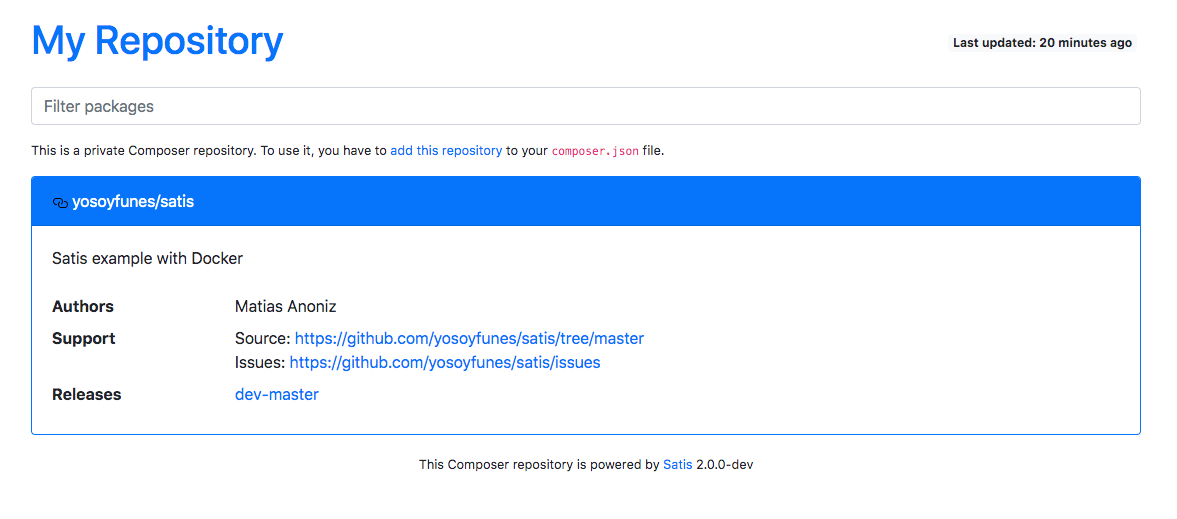 My Repository
Last updated: 20 minutes ago
Filter packages
This is a private Composer repository. To use it, you have to add this repository to your composer.json file.
yosoyfunes/satis
Satis example with Docker
Authors Matias Anoniz
Support Source: https://github.com/yosoyfunes/satis/tree/master
Issues: https://github.com/yosoyfunes/satis/issues
Releases dev-master
This Composer repository is powered by Satis 2.0.0-dev